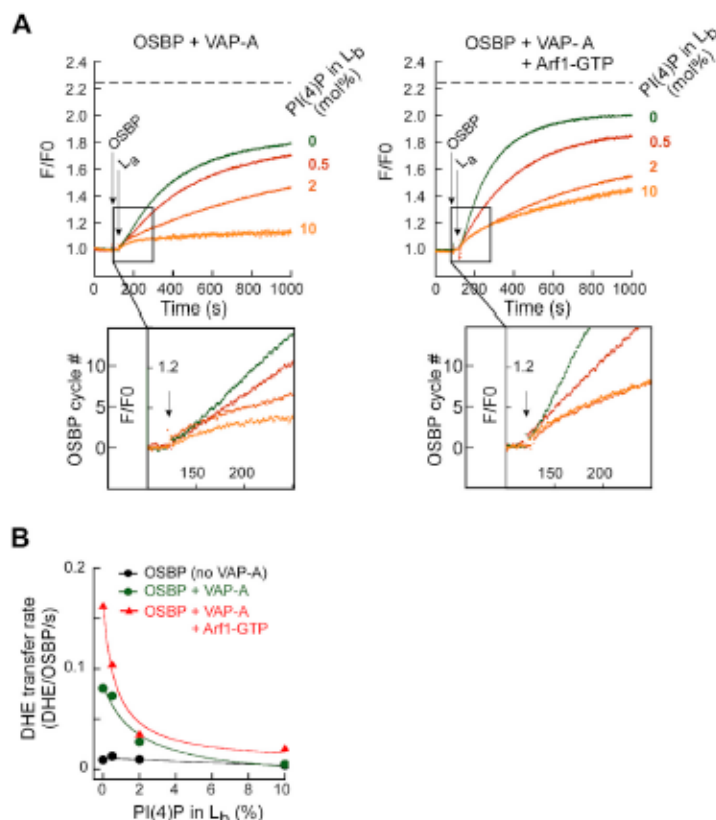 A
OSBP + VAP-A
PI(4)P in Lb
(mol%)
2.4
2.2
2.0
1.8
1.6
1.4
1.2
1.0
F/F0
OSBP
La
0
0.5
2
10
0 200 400 600 800 1000
Time (s)
OSBP + VAP- A
+ Arf1-GTP
PI(4)P in Lb
(mol%)
2.4
2.2
2.0
1.8
1.6
1.4
1.2
1.0
F/F0
OSBP
La
0
0.5
2
10
0 200 400 600 800 1000
Time (s)
OSBP cycle #
10
5
0
F/F0
1.2
150 200
OSBP cycle #
10
5
0
F/F0
1.2
150 200
B
DHE transfer rate
(DHE/OSBP/s)
0.2
0.1
0
OSBP (no VAP-A)
OSBP + VAP-A
OSBP + VAP-A
+ Arf1-GTP
0 2 4 6 8 10
PI(4)P in Lb (%)